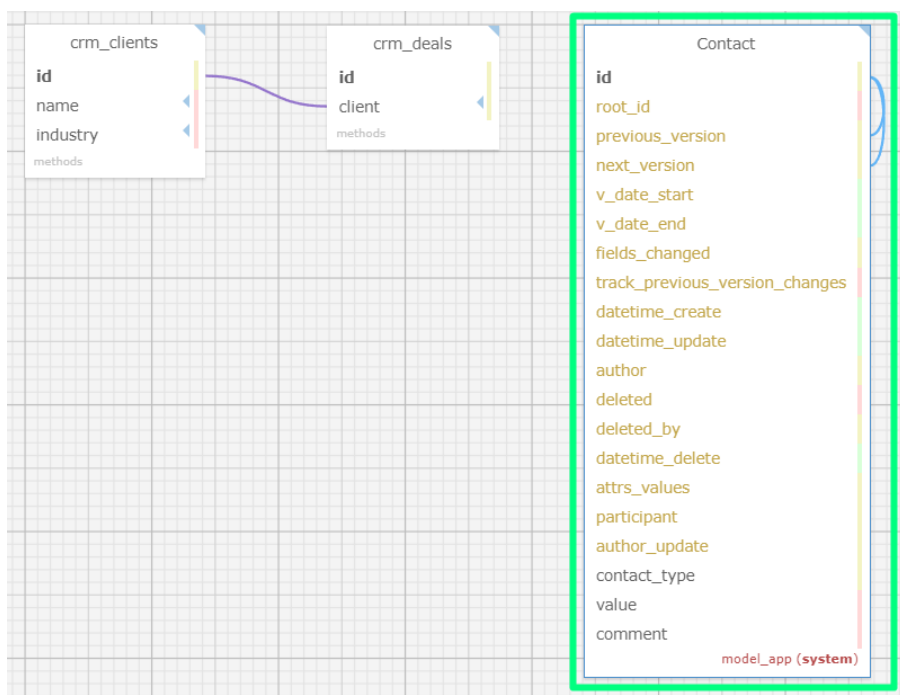 crm_clients
id
name
industry
methods
crm_deals
id
client
methods
Contact
id
root_id
previous_version
next_version
v_date_start
v_date_end
fields_changed
track_previous_version_changes
datetime_create
datetime_update
author
deleted
deleted_by
datetime_delete
attrs_values
participant
author_update
contact_type
value
comment
model_app (system)